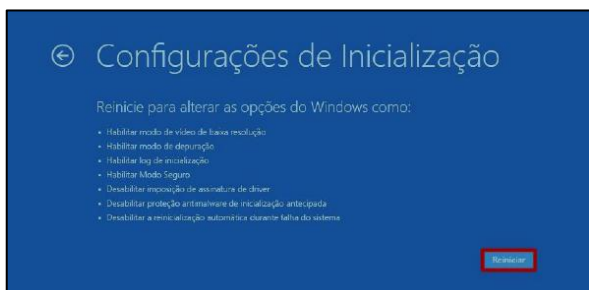 Configurações de Inicialização
Reinicie para alterar as opções do Windows como:
• Habilitar modo de vídeo de baixa resolução
• Habilitar modo de depuração
• Habilitar log de inicialização
• Habilitar Modo Seguro
• Desabilitar imposição de assinatura de driver
• Desabilitar proteção antimalware de inicialização antecipada
• Desabilitar a reinicialização automática durante falha do sistema
Reiniciar